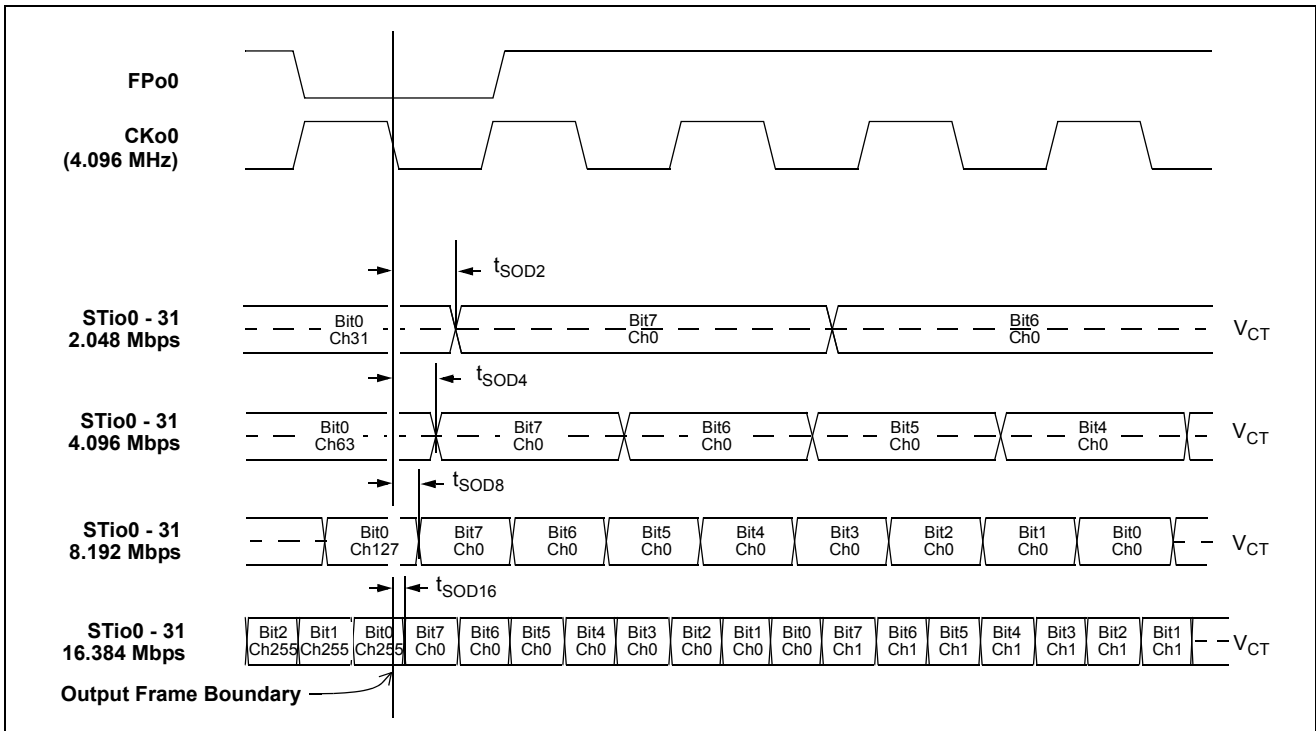 FPo0
CKo0
(4.096 MHz)
tSOD2
STio0 - 31
2.048 Mbps
Bit0
Ch31
Bit7
Ch0
Bit6
Ch0
VCT
tSOD4
STio0 - 31
4.096 Mbps
Bit0
Ch63
Bit7
Ch0
Bit6
Ch0
Bit5
Ch0
Bit4
Ch0
VCT
tSOD8
STio0 - 31
8.192 Mbps
Bit0
Ch127
Bit7
Ch0
Bit6
Ch0
Bit5
Ch0
Bit4
Ch0
Bit3
Ch0
Bit2
Ch0
Bit1
Ch0
Bit0
Ch0
VCT
tSOD16
STio0 - 31
16.384 Mbps
Bit2
Ch255
Bit1
Ch255
Bit0
Ch255
Bit7
Ch0
Bit6
Ch0
Bit5
Ch0
Bit4
Ch0
Bit3
Ch0
Bit2
Ch0
Bit1
Ch0
Bit0
Ch0
Bit7
Ch1
Bit6
Ch1
Bit5
Ch1
Bit4
Ch1
Bit3
Ch1
Bit2
Ch1
Bit1
Ch1
VCT
Output Frame Boundary